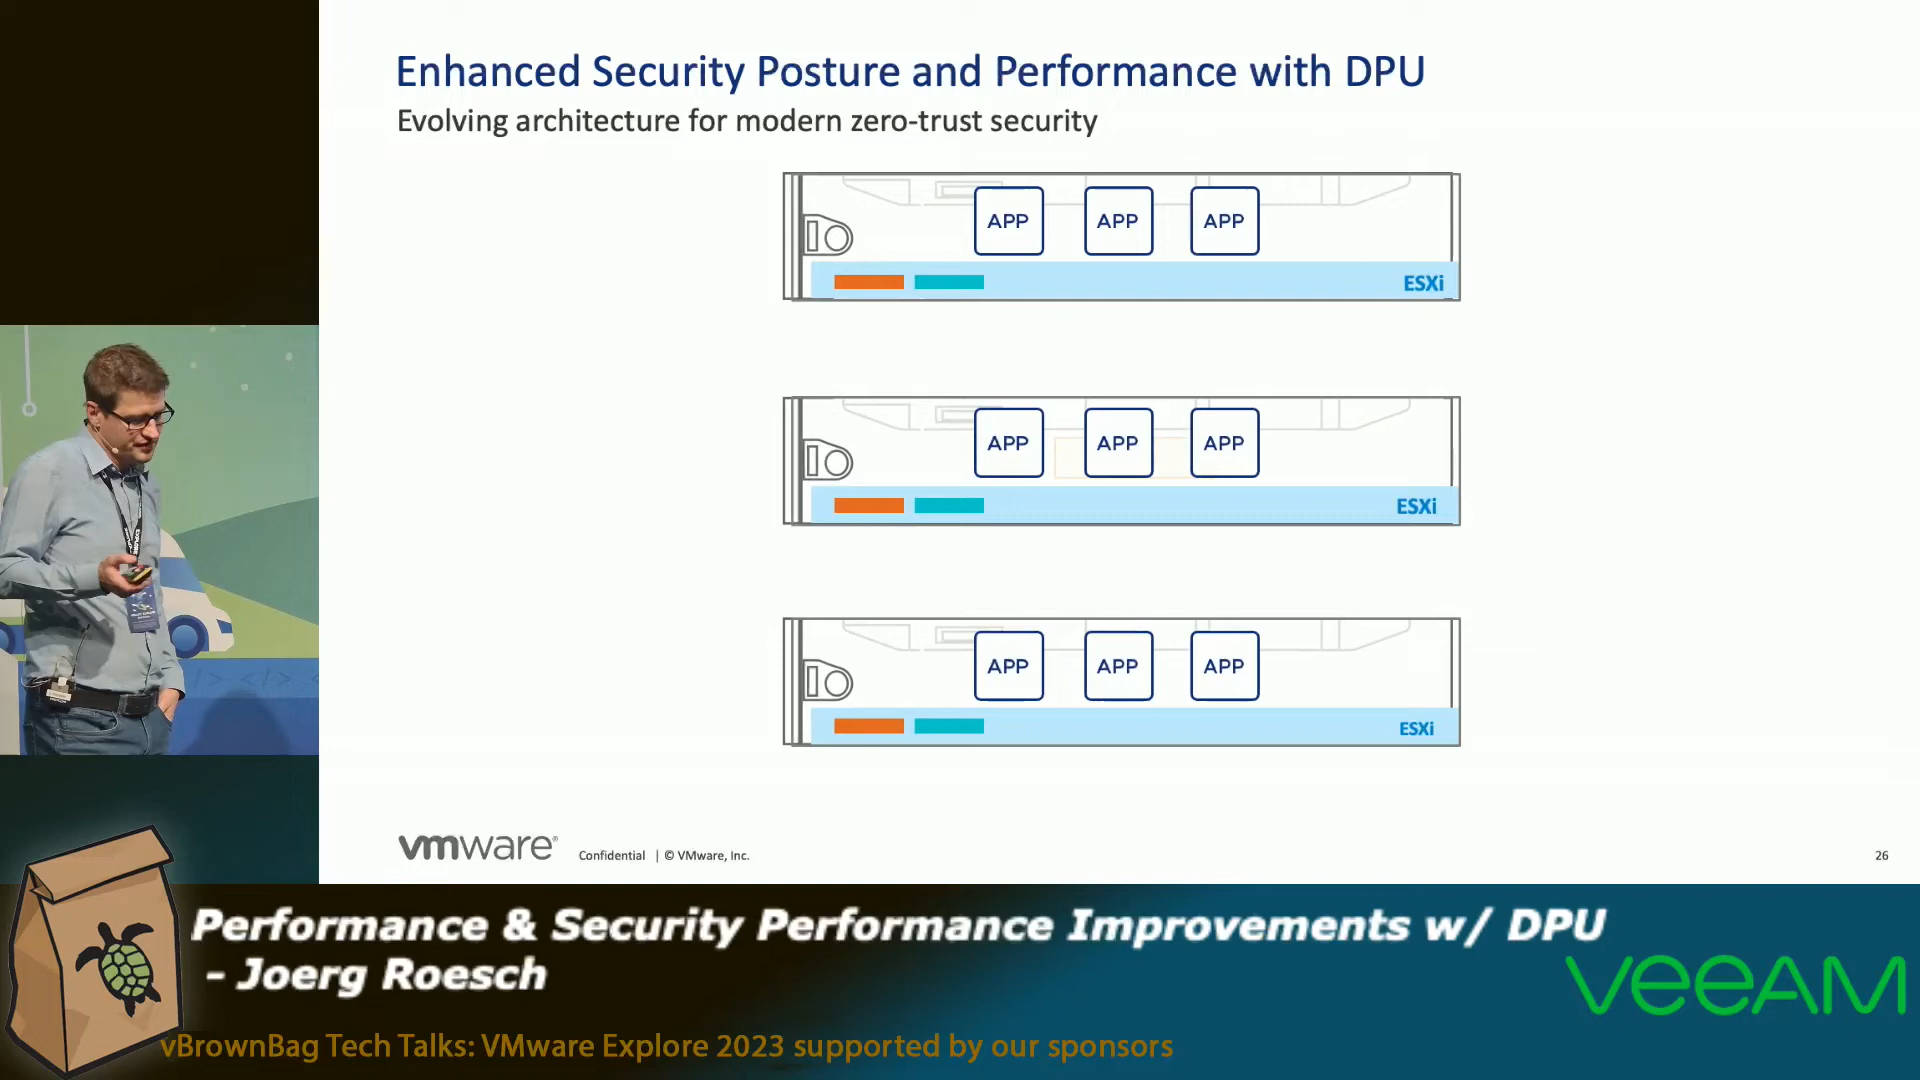 Enhanced Security Posture and Performance with DPU
Evolving architecture for modern zero-trust security
APP APP APP
ESXi
APP APP APP
ESXi
APP APP APP
ESXi
vmware® Confidential | © VMware, Inc. 26
Performance & Security Performance Improvements w/ DPU
- Joerg Roesch
veeAM
vBrownBag Tech Talks: VMware Explore 2023 supported by our sponsors